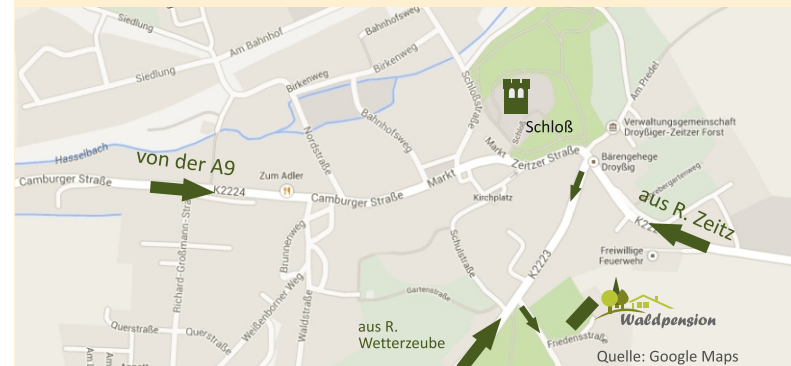 Siedlung
Am Bahnhof
Bahnhofsweg
Siedlung
Birkenweg
Birkenweg
Schloßstraße
Am Predel
Schloß
Schloß
Verwaltungsgemeinschaft
Droyßiger-Zeitzer Forst
Bahnhofsweg
Nordstraße
Hasselbach
Markt
Zeitzer Straße
Bärengehege
Droyßig
von der A9
Zum Adler
Camburger Straße
K2224
Camburger Straße
Markt
Kirchplatz
aus R. Zeitz
Richard-Großmann-Stra
Brunnenweg
Schulstraße
K2223
Freiwillige
Feuerwehr
Weißenborner Weg
Waldstraße
Gartenstraße
Waldpension
Querstraße
Querstraße
aus R.
Wetterzeube
Friedensstraße
Quelle: Google Maps